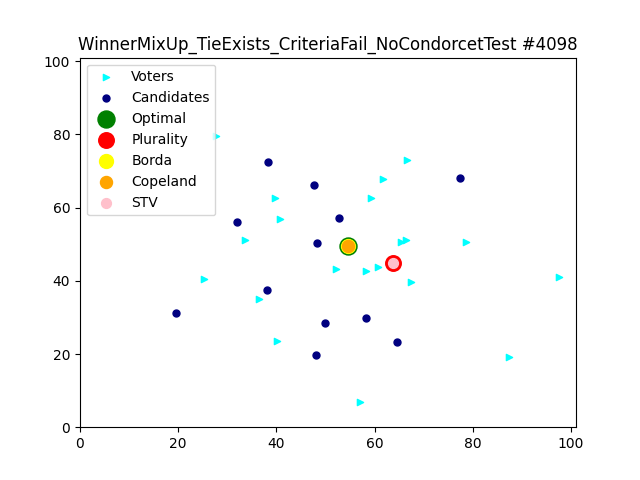 WinnerMixUp_TieExists_CriteriaFail_NoCondorcetTest #4098
100
80
60
40
20
0
Voters
Candidates
Optimal
Plurality
Borda
Copeland
STV
0 20 40 60 80 100